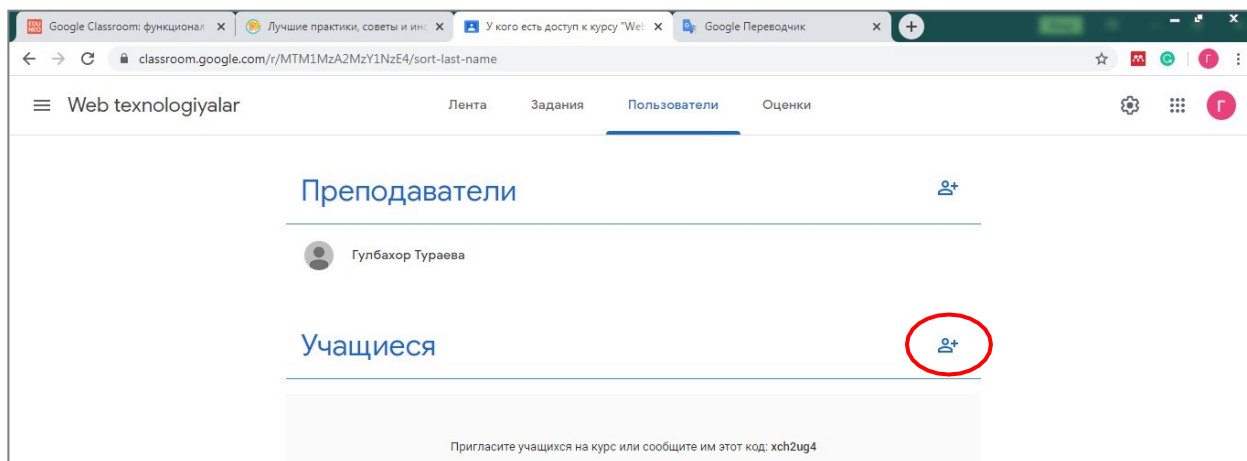 Google Classroom: функционал
Лучшие практики, советы и инс
У кого есть доступ к курсу "Wel
Google Переводчик
classroom.google.com/r/MTM1MzA2MzY1NzE4/sort-last-name
Г
Web texnologiyalar
Лента
Задания
Пользователи
Оценки
Г
Преподаватели
Гулбахор Тураева
Учащиеся
Пригласите учащихся на курс или сообщите им этот код: xch2ug4